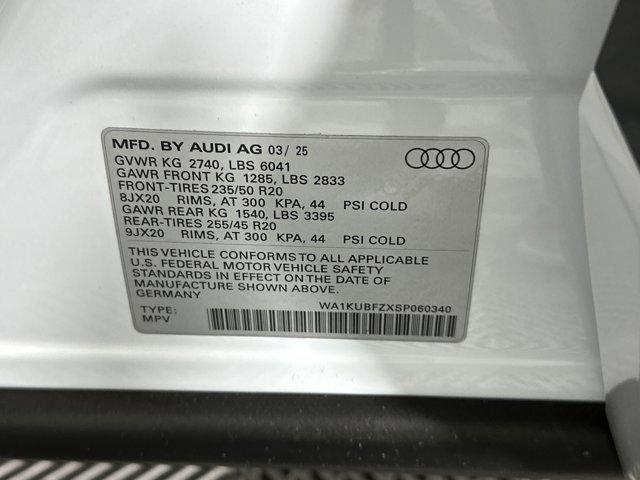 MFD. BY AUDI AG 03/ 25
GVWR KG 2740, LBS 6041
GAWR FRONT KG 1285, LBS 2833
FRONT-TIRES 235/50 R20
8JX20 RIMS, AT 300 KPA, 44 PSI COLD
GAWR REAR KG 1540, LBS 3395
REAR-TIRES 255/45 R20
9JX20 RIMS, AT 300 KPA, 44 PSI COLD
THIS VEHICLE CONFORMS TO ALL APPLICABLE
U.S. FEDERAL MOTOR VEHICLE SAFETY
STANDARDS IN EFFECT ON THE DATE OF
MANUFACTURE SHOWN ABOVE.
GERMANY
WA1KUBFZXSP060340
TYPE:
MPV